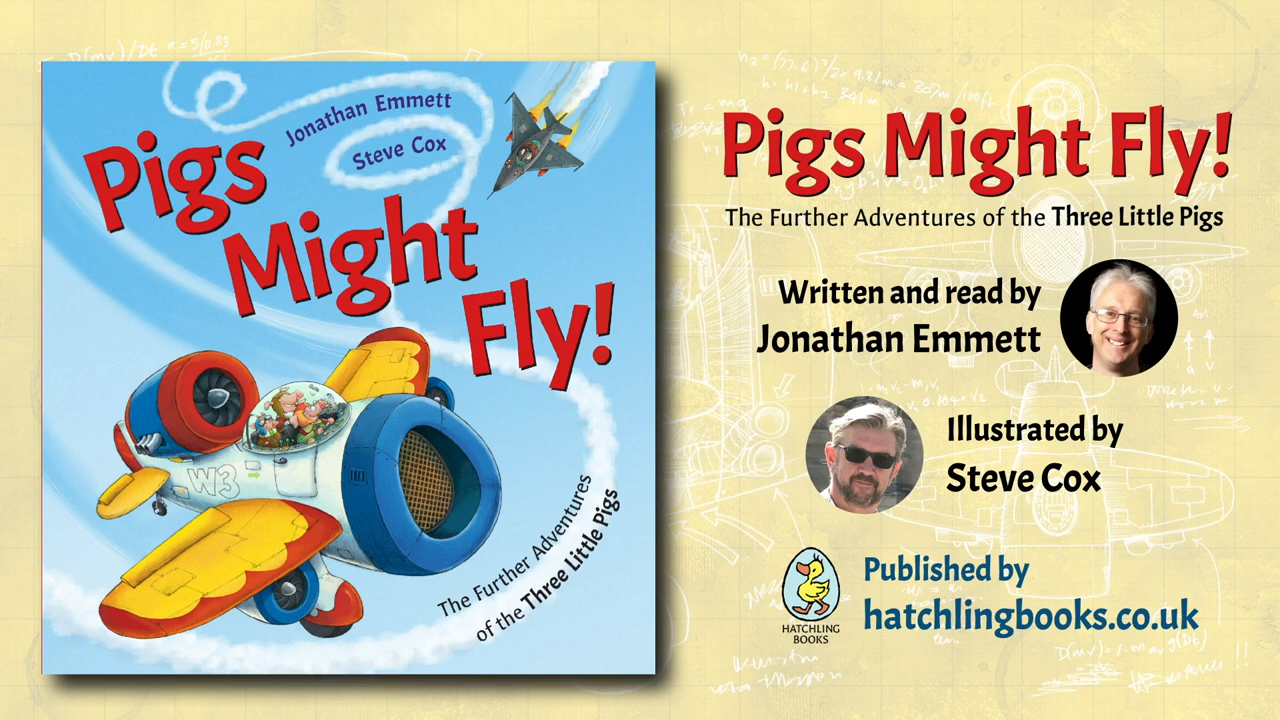 Jonathan Emmett
Steve Cox
Pigs
Might
Fly!
W3
The Further Adventures
of the Three Little Pigs
Pigs Might Fly!
The Further Adventures of the Three Little Pigs
Written and read by
Jonathan Emmett
Illustrated by
Steve Cox
HATCHLING
BOOKS
Published by
hatchlingbooks.co.uk